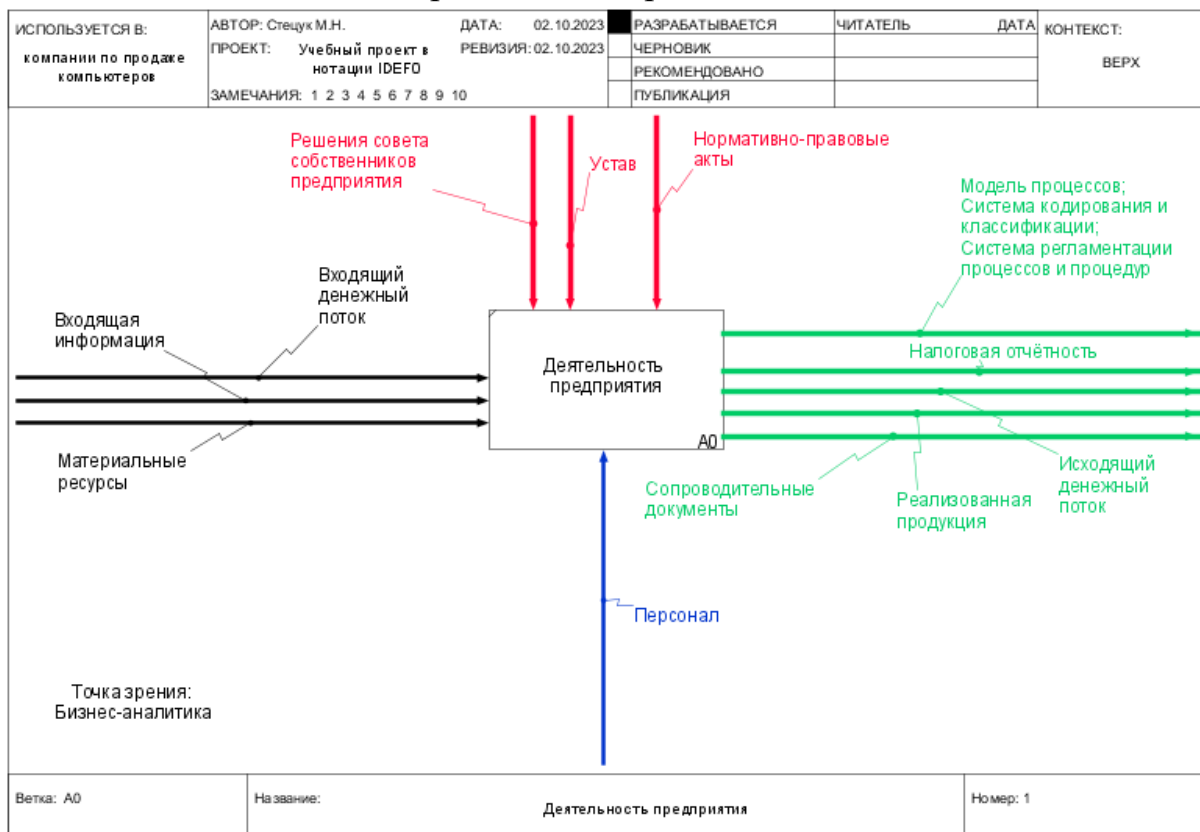 ИСПОЛЬЗУЕТСЯ В:
компании по продаже
компьютеров
АВТОР: Стецук М.Н.
ДАТА: 02.10.2023
ПРОЕКТ: Учебный проект в
нотации IDEF0
РЕВИЗИЯ: 02.10.2023
ЗАМЕЧАНИЯ: 1 2 3 4 5 6 7 8 9 10
РАЗРАБАТЫВАЕТСЯ
ЧЕРНОВИК
РЕКОМЕНДОВАНО
ПУБЛИКАЦИЯ
ЧИТАТЕЛЬ
ДАТА
КОНТЕКСТ:
ВЕРХ
Решения совета
собственников
предприятия
Устав
Нормативно-правовые
акты
Модель процессов;
Система кодирования и
классификации;
Система регламентации
процессов и процедур
Входящий
денежный
поток
Входящая
информация
Деятельность
предприятия
A0
Налоговая отчётность
Материальные
ресурсы
Сопроводительные
документы
Реализованная
продукция
Исходящий
денежный
поток
Персонал
Точка зрения:
Бизнес-аналитика
Ветка: A0
Название:
Деятельность предприятия
Номер: 1